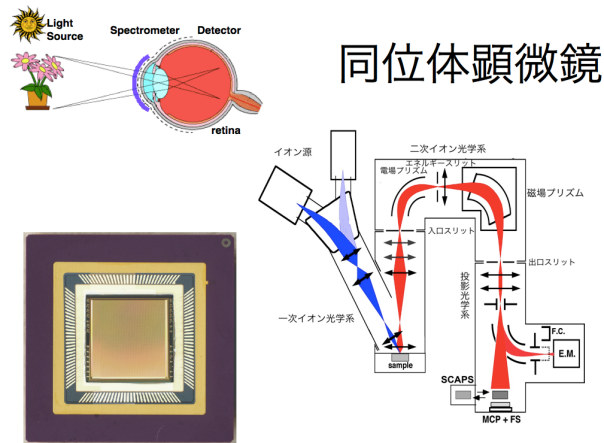 Light
Source
Spectrometer
Detector
retina
同位体顕微鏡
イオン源
二次イオン光学系
エネルギースリット
電場プリズム
磁場プリズム
入口スリット
出口スリット
投影光学系
一次イオン光学系
sample
F.C.
E.M.
SCAPS
MCP + FS